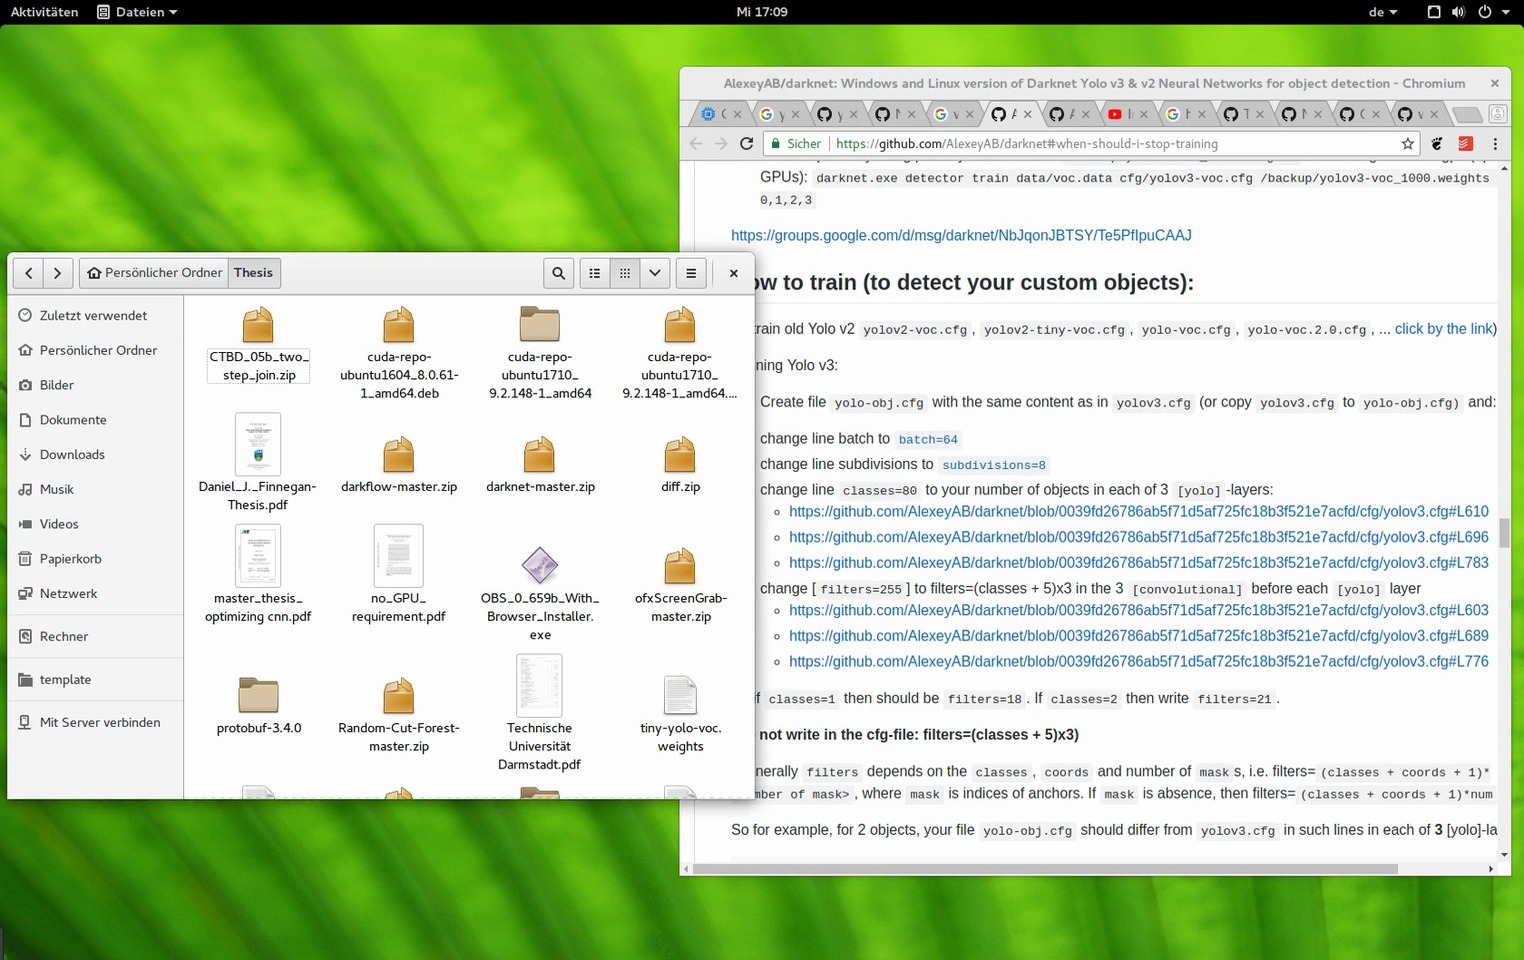 Aktivitäten
Dateien
Mi 17:09
de
AlexeyAB/darknet: Windows and Linux version of Darknet Yolo v3 & v2 Neural Networks for object detection - Chromium
Sicher
https://github.com/AlexeyAB/darknet#when-should-i-stop-training
GPUs): darknet.exe detector train data/voc.data cfg/yolov3-voc.cfg /backup/yolov3-voc_1000.weights
0,1,2,3
https://groups.google.com/d/msg/darknet/NbJqonJBTSY/Te5PfIpuCAAJ
ow to train (to detect your custom objects):
train old Yolo v2 yolov2-voc.cfg, yolov2-tiny-voc.cfg, yolo-voc.cfg, yolo-voc.2.0.cfg, ... click by the link)
ning Yolo v3:
Create file yolo-obj.cfg with the same content as in yolov3.cfg (or copy yolov3.cfg to yolo-obj.cfg) and:
change line batch to batch=64
change line subdivisions to subdivisions=8
change line classes=80 to your number of objects in each of 3 [yolo]-layers:
https://github.com/AlexeyAB/darknet/blob/0039fd26786ab5f71d5af725fc18b3f521e7acfd/cfg/yolov3.cfg#L610
https://github.com/AlexeyAB/darknet/blob/0039fd26786ab5f71d5af725fc18b3f521e7acfd/cfg/yolov3.cfg#L696
https://github.com/AlexeyAB/darknet/blob/0039fd26786ab5f71d5af725fc18b3f521e7acfd/cfg/yolov3.cfg#L783
change [filters=255] to filters=(classes + 5)x3 in the 3 [convolutional] before each [yolo] layer
https://github.com/AlexeyAB/darknet/blob/0039fd26786ab5f71d5af725fc18b3f521e7acfd/cfg/yolov3.cfg#L603
https://github.com/AlexeyAB/darknet/blob/0039fd26786ab5f71d5af725fc18b3f521e7acfd/cfg/yolov3.cfg#L689
https://github.com/AlexeyAB/darknet/blob/0039fd26786ab5f71d5af725fc18b3f521e7acfd/cfg/yolov3.cfg#L776
if classes=1 then should be filters=18. If classes=2 then write filters=21.
not write in the cfg-file: filters=(classes + 5)x3)
nerally filters depends on the classes, coords and number of mask s, i.e. filters= (classes + coords + 1)*
mber of mask>, where mask is indices of anchors. If mask is absence, then filters= (classes + coords + 1)*num
So for example, for 2 objects, your file yolo-obj.cfg should differ from yolov3.cfg in such lines in each of 3 [yolo]-la
Persönlicher Ordner
Thesis
Zuletzt verwendet
Persönlicher Ordner
Bilder
Dokumente
Downloads
Musik
Videos
Papierkorb
Netzwerk
Rechner
template
Mit Server verbinden
CTBD_05b_two_
step_join.zip
cuda-repo-
ubuntu1604_8.0.61-
1_amd64.deb
cuda-repo-
ubuntu1710_
9.2.148-1_amd64
cuda-repo-
ubuntu1710_
9.2.148-1_amd64....
Daniel_J._Finnegan-
Thesis.pdf
darkflow-master.zip
darknet-master.zip
diff.zip
master_thesis_
optimizing cnn.pdf
no_GPU_
requirement.pdf
OBS_0_659b_With_
Browser_Installer.
exe
ofxScreenGrab-
master.zip
protobuf-3.4.0
Random-Cut-Forest-
master.zip
Technische
Universität
Darmstadt.pdf
tiny-yolo-voc.
weights